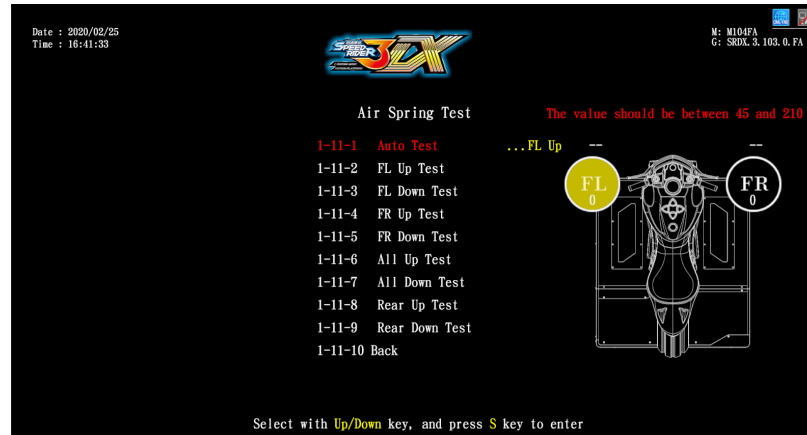 Date : 2020/02/25
Time : 16:41:33
SPEED RIDER 3 DX
M: M104FA
G: SRDX.3.103.0.FA
Air Spring Test
The value should be between 45 and 210
1-11-1 Auto Test ...FL Up -- --
1-11-2 FL Up Test
FL 0
FR 0
1-11-3 FL Down Test
1-11-4 FR Up Test
1-11-5 FR Down Test
1-11-6 All Up Test
1-11-7 All Down Test
1-11-8 Rear Up Test
1-11-9 Rear Down Test
1-11-10 Back
Select with Up/Down key, and press S key to enter